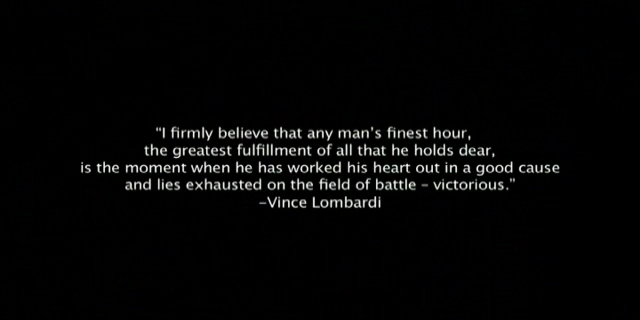 "I firmly believe that any man's finest hour,
the greatest fulfillment of all that he holds dear,
is the moment when he has worked his heart out in a good cause
and lies exhausted on the field of battle – victorious."
–Vince Lombardi